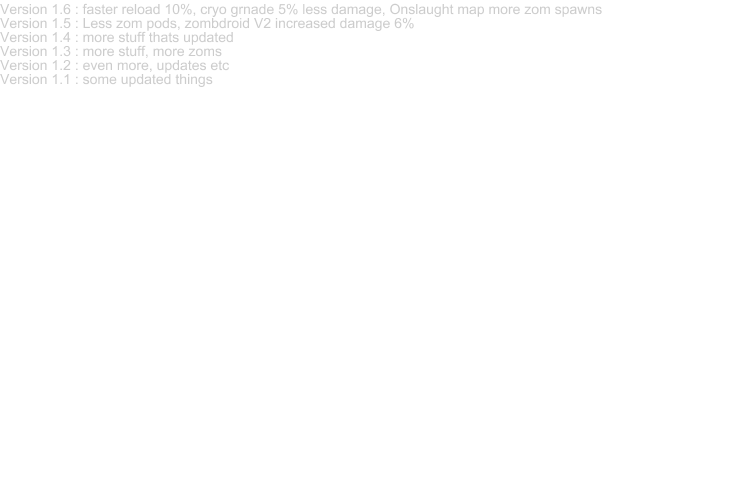 Version 1.6 : faster reload 10%, cryo grnade 5% less damage, Onslaught map more zom spawns
Version 1.5 : Less zom pods, zombdroid V2 increased damage 6%
Version 1.4 : more stuff thats updated
Version 1.3 : more stuff, more zoms
Version 1.2 : even more, updates etc
Version 1.1 : some updated things